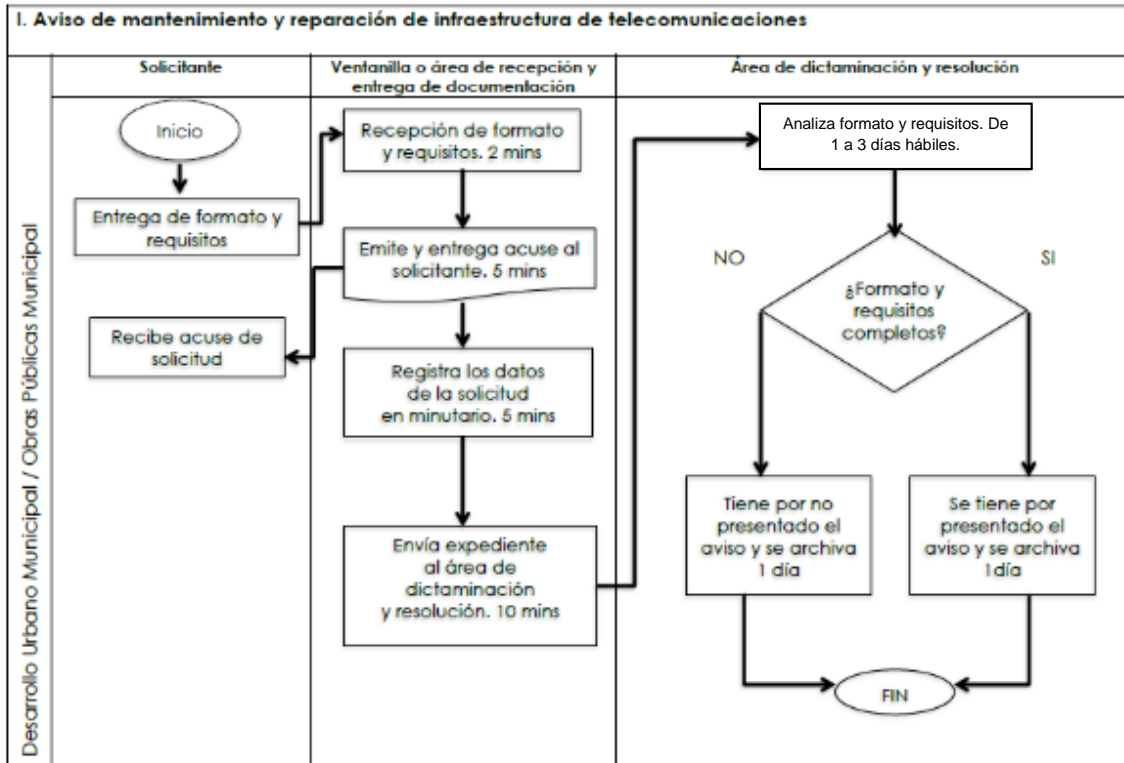 I. Aviso de mantenimiento y reparación de infraestructura de telecomunicaciones
Desarrollo Urbano Municipal / Obras Públicas Municipal
Solicitante
Ventanilla o área de recepción y
entrega de documentación
Área de dictaminación y resolución
Inicio
Entrega de formato y
requisitos
Recibe acuse de
solicitud
Recepción de formato
y requisitos. 2 mins
Emite y entrega acuse al
solicitante. 5 mins
Registra los datos
de la solicitud
en minutario. 5 mins
Envía expediente
al área de
dictaminación
y resolución. 10 mins
Analiza formato y requisitos. De
1 a 3 días hábiles.
NO
SI
¿Formato y
requisitos
completos?
Tiene por no
presentado el
aviso y se archiva
1 día
Se tiene por
presentado el
aviso y se archiva
1día
FIN